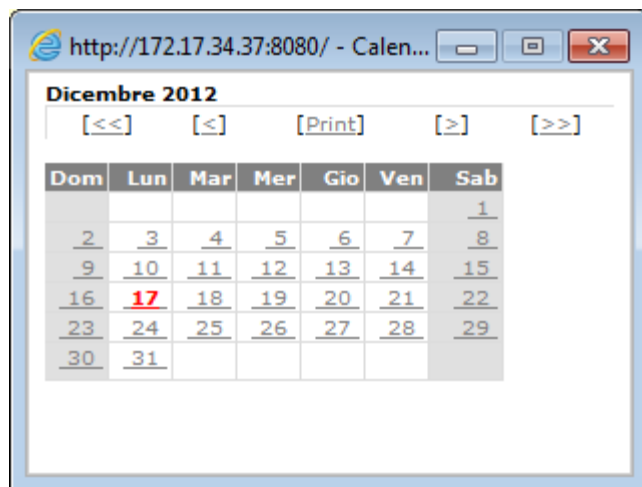 http://172.17.34.37:8080/ - Calen...
Dicembre 2012
[<<] [<] [Print] [>] [>>]
Dom Lun Mar Mer Gio Ven Sab
1
2 3 4 5 6 7 8
9 10 11 12 13 14 15
16 17 18 19 20 21 22
23 24 25 26 27 28 29
30 31